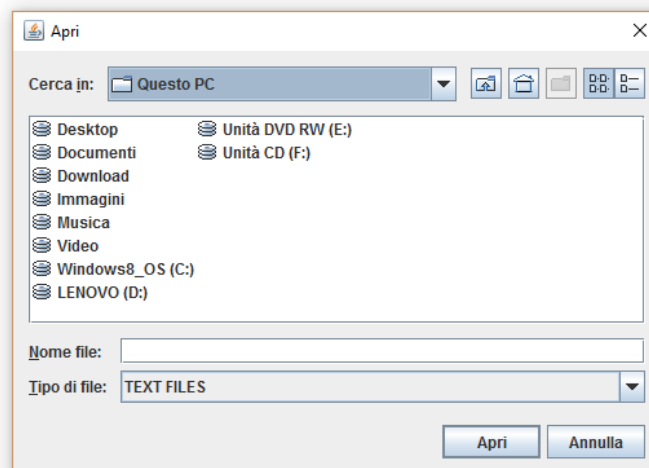 Apri
Cerca in: Questo PC
Desktop
Documenti
Download
Immagini
Musica
Video
Windows8_OS (C:)
LENOVO (D:)
Unità DVD RW (E:)
Unità CD (F:)
Nome file:
Tipo di file: TEXT FILES
Apri Annulla